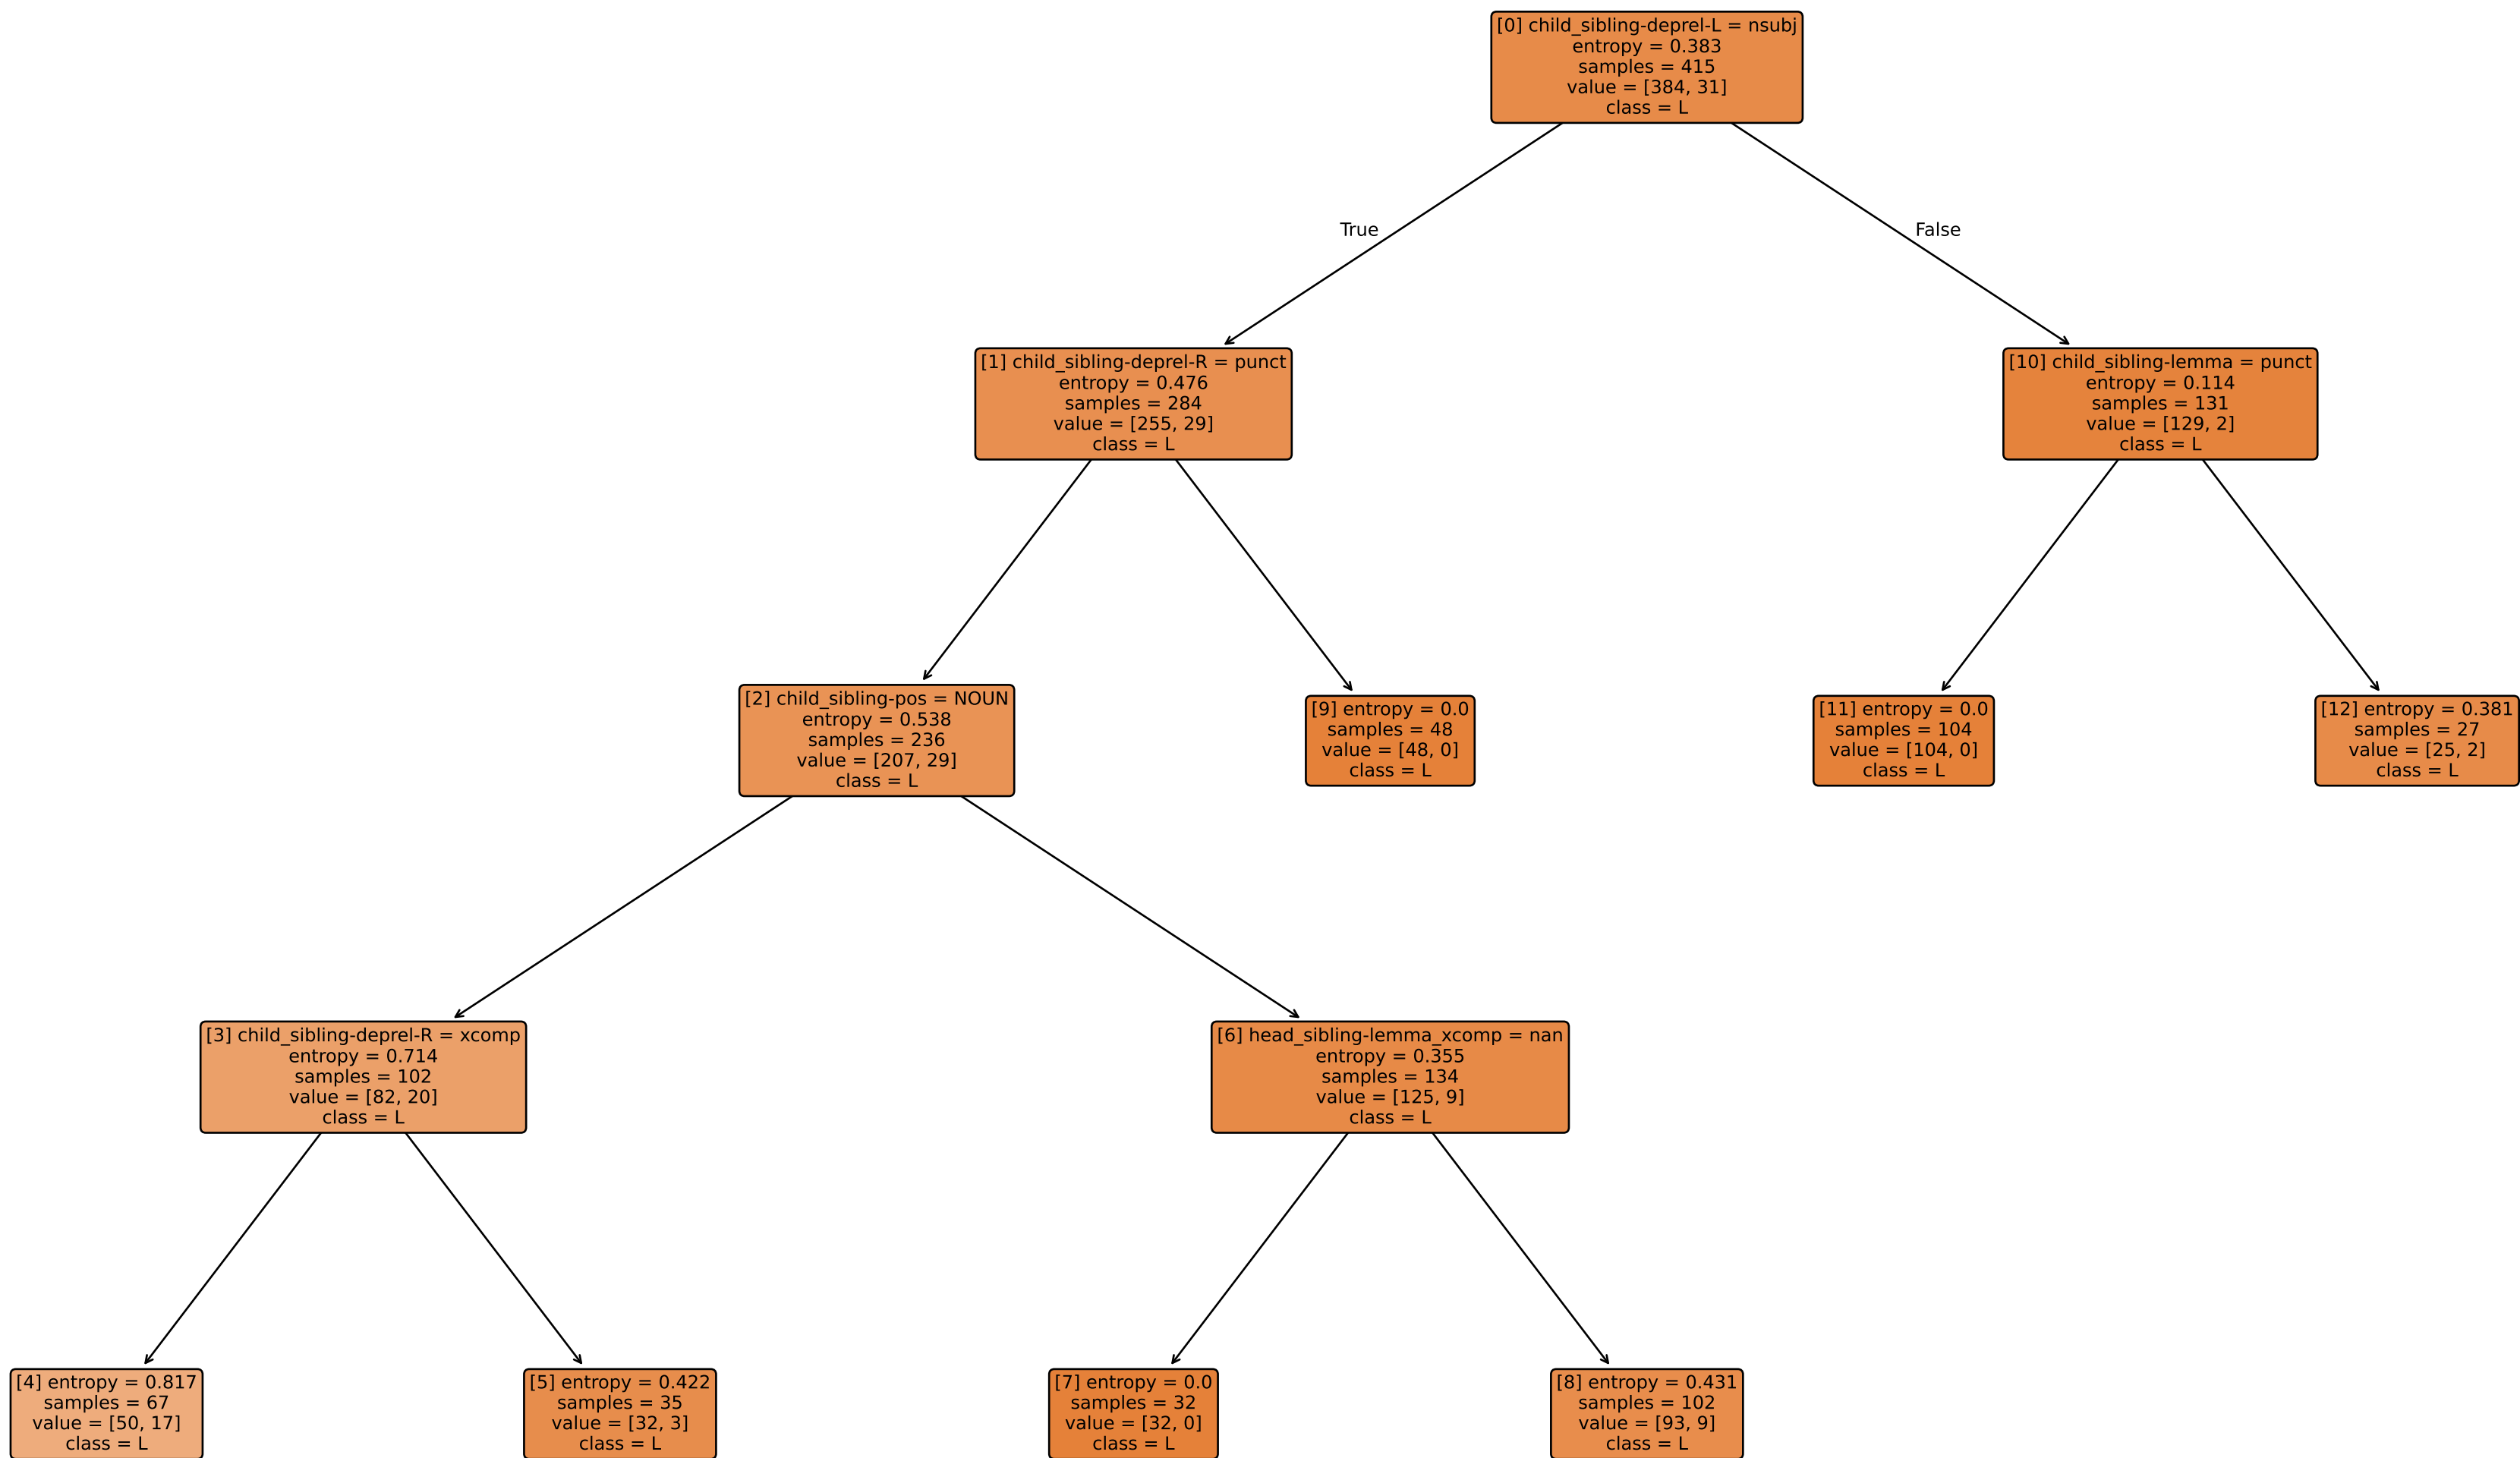 [0] child_sibling-deprel-L = nsubj
entropy = 0.383
samples = 415
value = [384, 31]
class = L
True
False
[1] child_sibling-deprel-R = punct
entropy = 0.476
samples = 284
value = [255, 29]
class = L
[10] child_sibling-lemma = punct
entropy = 0.114
samples = 131
value = [129, 2]
class = L
[2] child_sibling-pos = NOUN
entropy = 0.538
samples = 236
value = [207, 29]
class = L
[9] entropy = 0.0
samples = 48
value = [48, 0]
class = L
[11] entropy = 0.0
samples = 104
value = [104, 0]
class = L
[12] entropy = 0.381
samples = 27
value = [25, 2]
class = L
[3] child_sibling-deprel-R = xcomp
entropy = 0.714
samples = 102
value = [82, 20]
class = L
[6] head_sibling-lemma_xcomp = nan
entropy = 0.355
samples = 134
value = [125, 9]
class = L
[4] entropy = 0.817
samples = 67
value = [50, 17]
class = L
[5] entropy = 0.422
samples = 35
value = [32, 3]
class = L
[7] entropy = 0.0
samples = 32
value = [32, 0]
class = L
[8] entropy = 0.431
samples = 102
value = [93, 9]
class = L